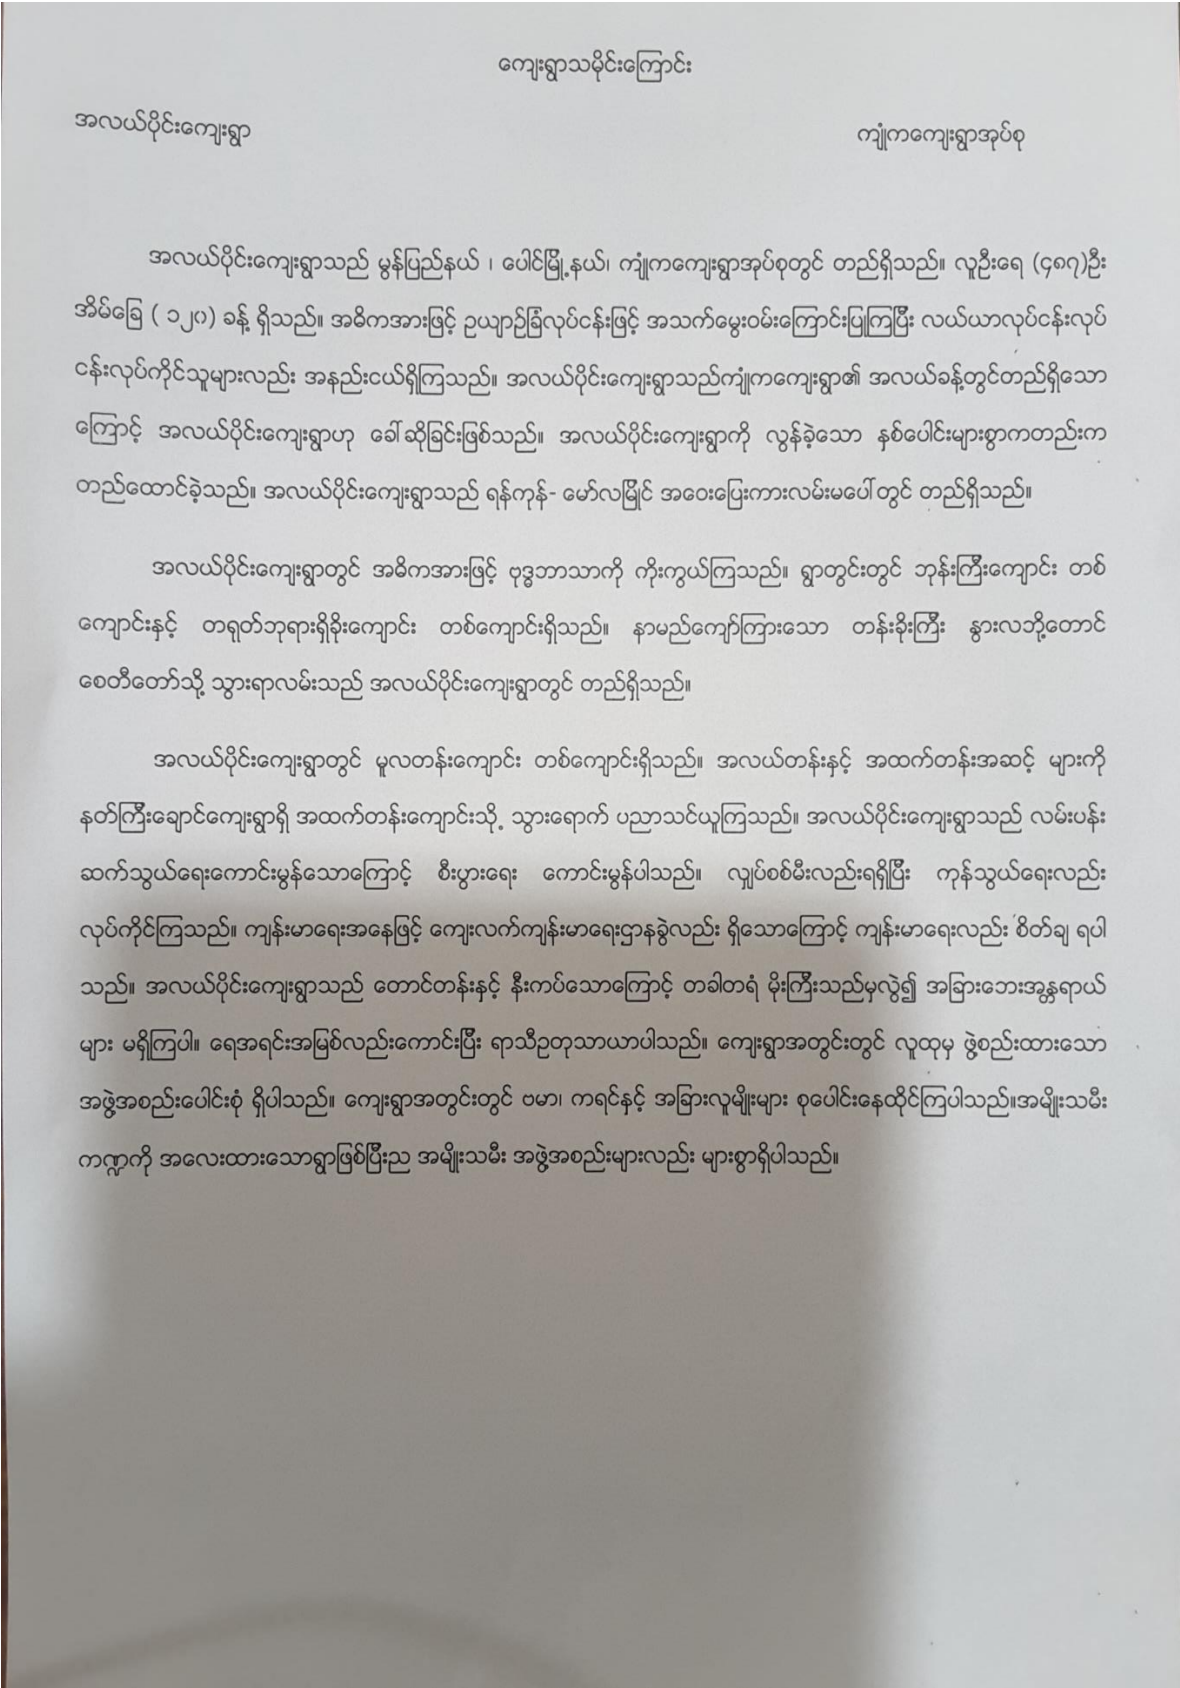 ကျေးရွာသမိုင်းကြောင်း
အလယ်ပိုင်းကျေးရွာ
ကျုံကကျေးရွာအုပ်စု
အလယ်ပိုင်းကျေးရွာသည် မွန်ပြည်နယ် ၊ ပေါင်မြို့နယ်၊ ကျုံကကျေးရွာအုပ်စုတွင် တည်ရှိသည်။ လူဦးရေ (၄၈၇)ဦး
အိမ်ခြေ ( ၁၂၀) ခန့် ရှိသည်။ အဓိကအားဖြင့် ဥယျာဉ်ခြံလုပ်ငန်းဖြင့် အသက်မွေးဝမ်းကြောင်းပြုကြပြီး လယ်ယာလုပ်ငန်းလုပ်
ငန်းလုပ်ကိုင်သူများလည်း အနည်းငယ်ရှိကြသည်။ အလယ်ပိုင်းကျေးရွာသည်ကျုံကကျေးရွာ၏ အလယ်ခန့်တွင်တည်ရှိသော
ကြောင့် အလယ်ပိုင်းကျေးရွာဟု ခေါ်ဆိုခြင်းဖြစ်သည်။ အလယ်ပိုင်းကျေးရွာကို လွန်ခဲ့သော နှစ်ပေါင်းများစွာကတည်းက
တည်ထောင်ခဲ့သည်။ အလယ်ပိုင်းကျေးရွာသည် ရန်ကုန်- မော်လမြိုင် အဝေးပြေးကားလမ်းမပေါ်တွင် တည်ရှိသည်။
အလယ်ပိုင်းကျေးရွာတွင် အဓိကအားဖြင့် ဗုဒ္ဓဘာသာကို ကိုးကွယ်ကြသည်။ ရွာတွင်းတွင် ဘုန်းကြီးကျောင်း တစ်
ကျောင်းနှင့် တရုတ်ဘုရားရှိခိုးကျောင်း တစ်ကျောင်းရှိသည်။ နာမည်ကျော်ကြားသော တန်းခိုးကြီး နွားလဘို့တောင်
စေတီတော်သို့ သွားရာလမ်းသည် အလယ်ပိုင်းကျေးရွာတွင် တည်ရှိသည်။
အလယ်ပိုင်းကျေးရွာတွင် မူလတန်းကျောင်း တစ်ကျောင်းရှိသည်။ အလယ်တန်းနှင့် အထက်တန်းအဆင့် များကို
နတ်ကြီးချောင်ကျေးရွာရှိ အထက်တန်းကျောင်းသို့ သွားရောက် ပညာသင်ယူကြသည်။ အလယ်ပိုင်းကျေးရွာသည် လမ်းပန်း
ဆက်သွယ်ရေးကောင်းမွန်သောကြောင့် စီးပွားရေး ကောင်းမွန်ပါသည်။ လျှပ်စစ်မီးလည်းရရှိပြီး ကုန်သွယ်ရေးလည်း
လုပ်ကိုင်ကြသည်။ ကျန်းမာရေးအနေဖြင့် ကျေးလက်ကျန်းမာရေးဌာနခွဲလည်း ရှိသောကြောင့် ကျန်းမာရေးလည်း စိတ်ချ ရပါ
သည်။ အလယ်ပိုင်းကျေးရွာသည် တောင်တန်းနှင့် နီးကပ်သောကြောင့် တခါတရံ မိုးကြီးသည်မှလွဲ၍ အခြားဘေးအန္တရာယ်
များ မရှိကြပါ။ ရေအရင်းအမြစ်လည်းကောင်းပြီး ရာသီဥတုသာယာပါသည်။ ကျေးရွာအတွင်းတွင် လူထုမှ ဖွဲ့စည်းထားသော
အဖွဲ့အစည်းပေါင်းစုံ ရှိပါသည်။ ကျေးရွာအတွင်းတွင် ဗမာ၊ ကရင်နှင့် အခြားလူမျိုးများ စုပေါင်းနေထိုင်ကြပါသည်။အမျိုးသမီး
ကဏ္ဍကို အလေးထားသောရွာဖြစ်ပြီးည အမျိုးသမီး အဖွဲ့အစည်းများလည်း များစွာရှိပါသည်။